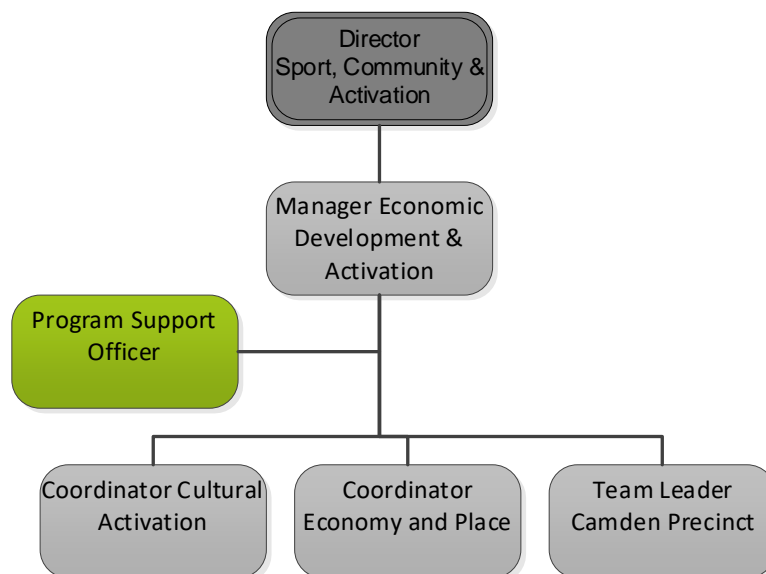 Director
Sport, Community &
Activation
Manager Economic
Development &
Activation
Program Support
Officer
Coordinator Cultural
Activation
Coordinator
Economy and Place
Team Leader
Camden Precinct